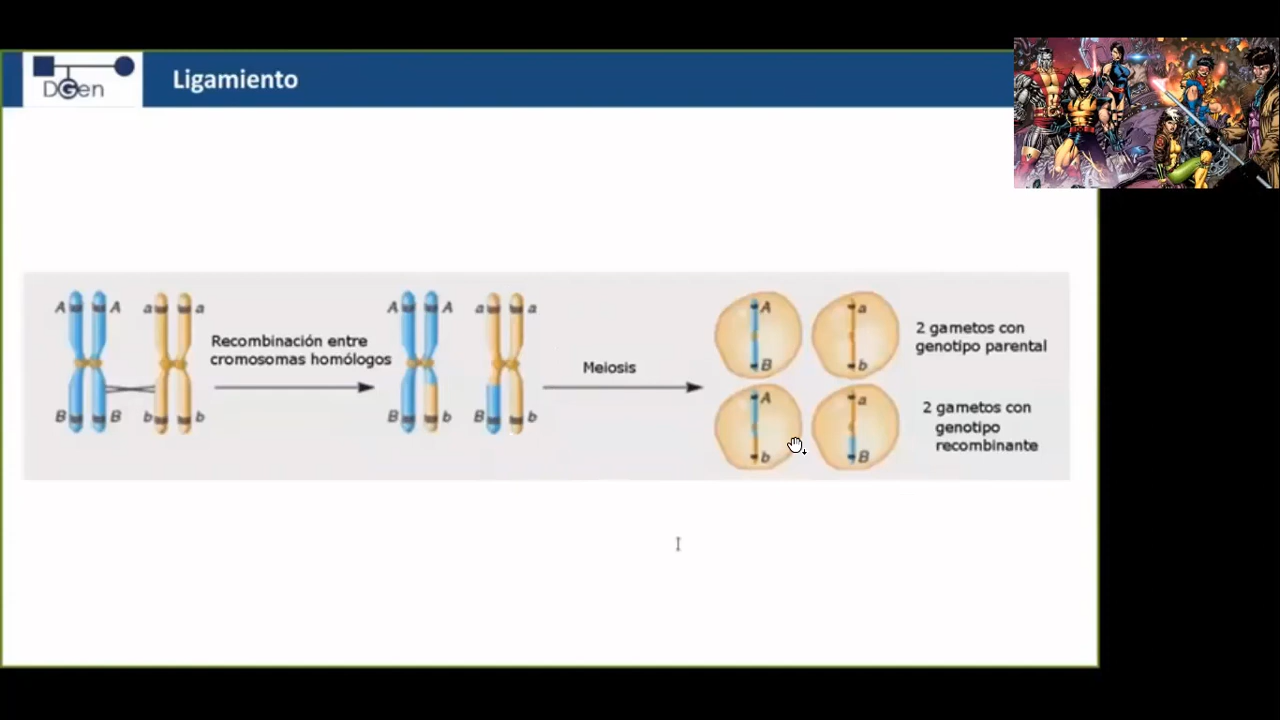 DGen
Ligamiento
A A a a
Recombinación entre
cromosomas homólogos
B B b b
A A a a
B b B b
Meiosis
A a
B b
2 gametos con
genotipo parental
A a
b B
2 gametos con
genotipo
recombinante